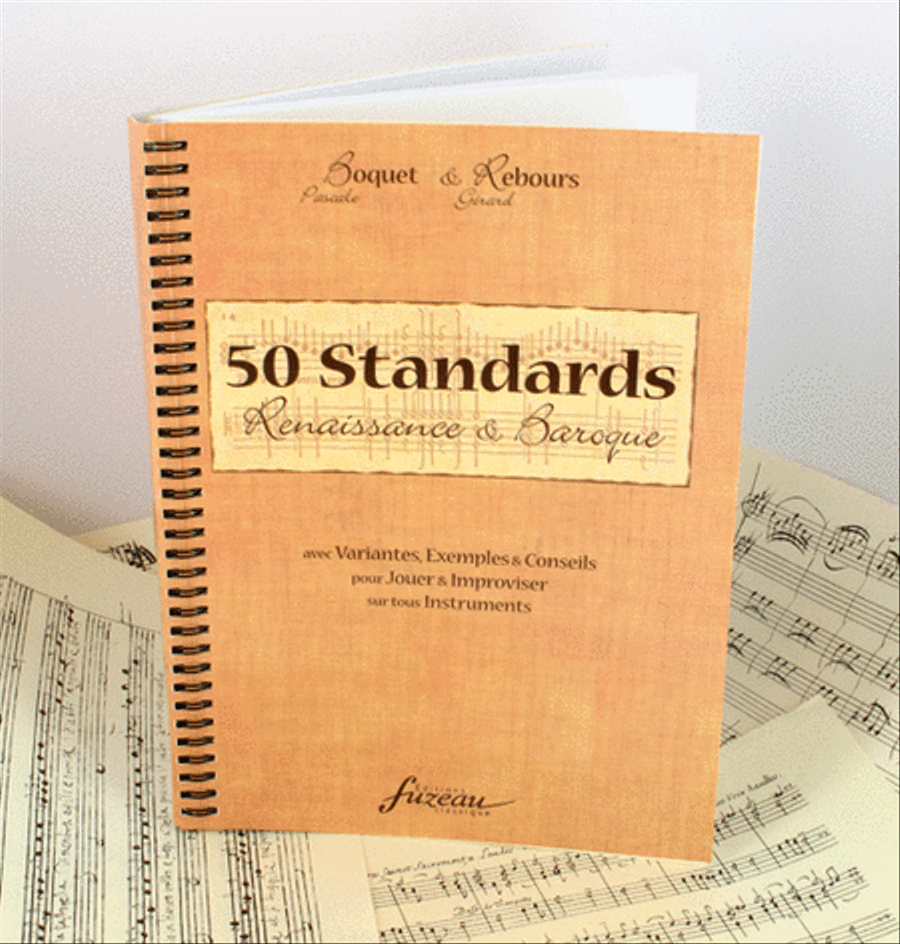 Boquet & Rebours
Pascale Gérard
50 Standards
Renaissance & Baroque
avec Variantes, Exemples & Conseils
pour Jouer & Improviser
sur tous Instruments
Editions
fuzeau
classique